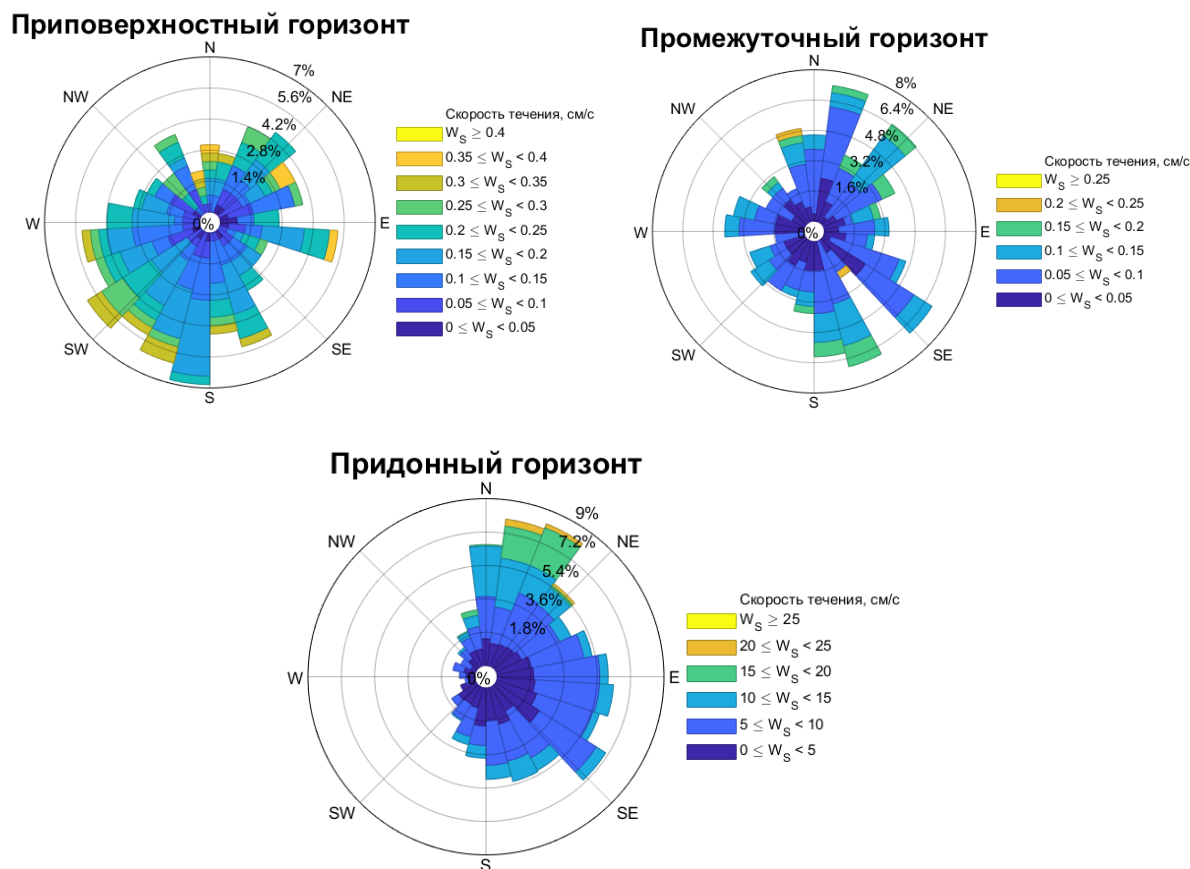 Приповерхностный горизонт
N
NE
E
SE
S
SW
W
NW
7%
5.6%
4.2%
2.8%
1.4%
0%
Скорость течения, см/с
W_S ≥ 0.4
0.35 ≤ W_S < 0.4
0.3 ≤ W_S < 0.35
0.25 ≤ W_S < 0.3
0.2 ≤ W_S < 0.25
0.15 ≤ W_S < 0.2
0.1 ≤ W_S < 0.15
0.05 ≤ W_S < 0.1
0 ≤ W_S < 0.05
Промежуточный горизонт
N
NE
E
SE
S
SW
W
NW
8%
6.4%
4.8%
3.2%
1.6%
0%
Скорость течения, см/с
W_S ≥ 0.25
0.2 ≤ W_S < 0.25
0.15 ≤ W_S < 0.2
0.1 ≤ W_S < 0.15
0.05 ≤ W_S < 0.1
0 ≤ W_S < 0.05
Придонный горизонт
N
NE
E
SE
S
SW
W
NW
9%
7.2%
5.4%
3.6%
1.8%
0%
Скорость течения, см/с
W_S ≥ 25
20 ≤ W_S < 25
15 ≤ W_S < 20
10 ≤ W_S < 15
5 ≤ W_S < 10
0 ≤ W_S < 5